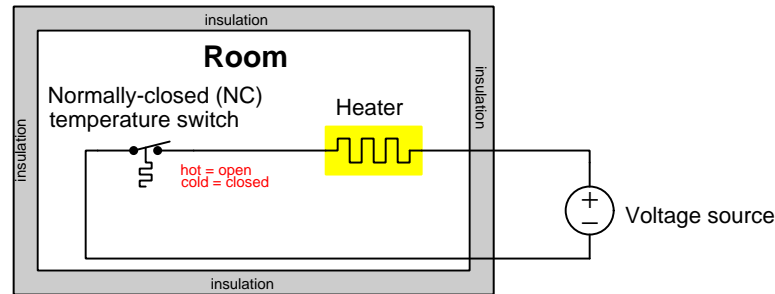 insulation
Room
insulation
Normally-closed (NC)
temperature switch
Heater
insulation
hot = open
cold = closed
+
−
Voltage source
insulation